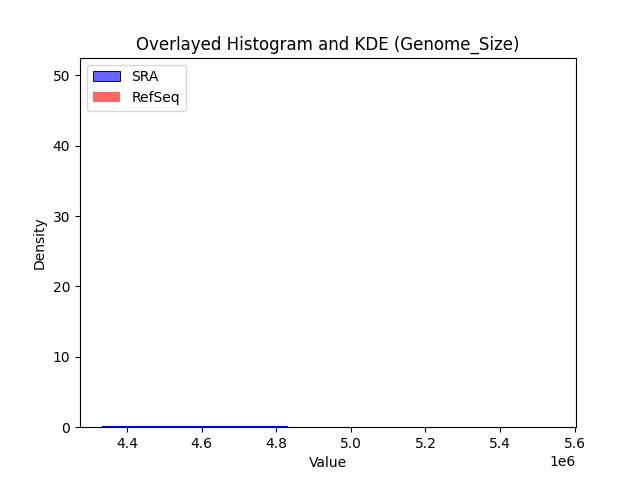 Overlayed Histogram and KDE (Genome_Size)
SRA
RefSeq
Density
50
40
30
20
10
0
4.4 4.6 4.8 5.0 5.2 5.4 5.6
1e6
Value